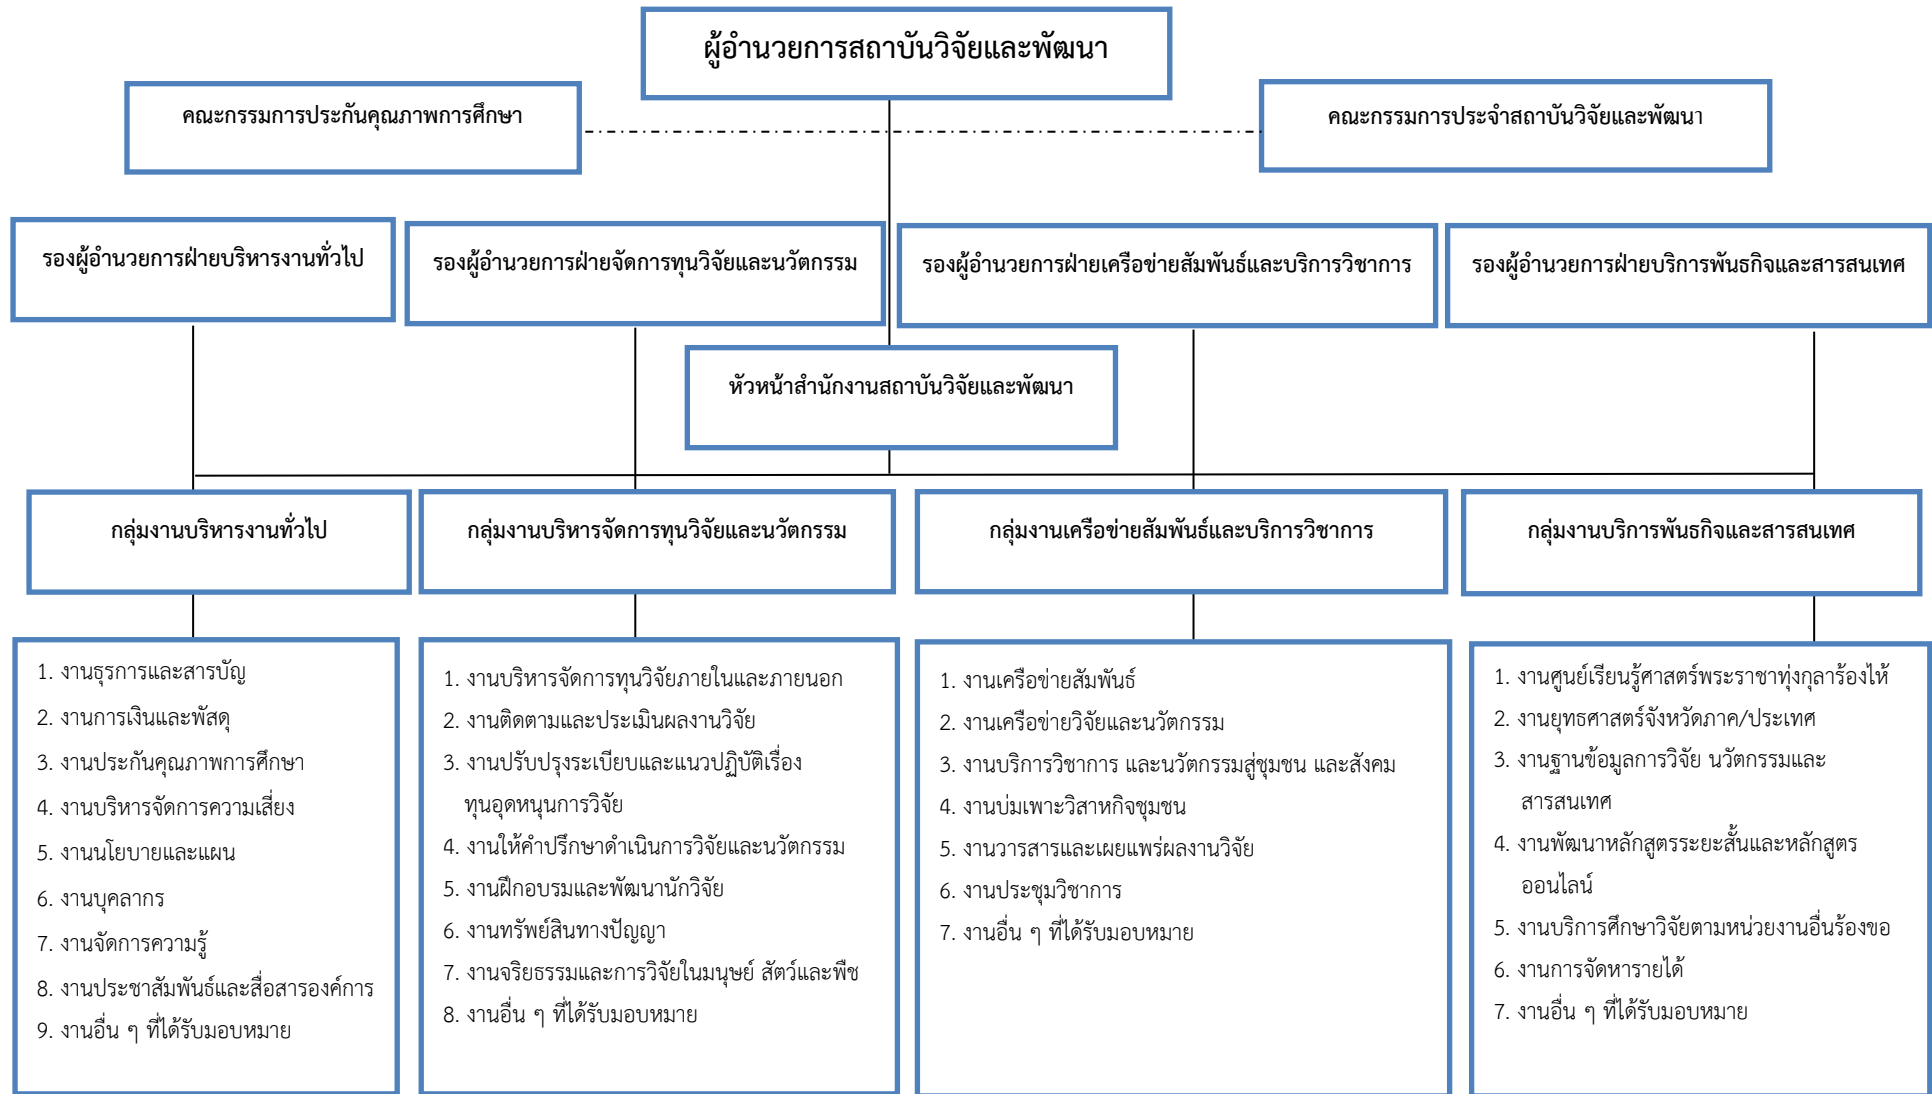 ผู้อำนวยการสถาบันวิจัยและพัฒนา
คณะกรรมการประกันคุณภาพการศึกษา
คณะกรรมการประจำสถาบันวิจัยและพัฒนา
รองผู้อำนวยการฝ่ายบริหารงานทั่วไป
รองผู้อำนวยการฝ่ายจัดการทุนวิจัยและนวัตกรรม
รองผู้อำนวยการฝ่ายเครือข่ายสัมพันธ์และบริการวิชาการ
รองผู้อำนวยการฝ่ายบริการพันธกิจและสารสนเทศ
หัวหน้าสำนักงานสถาบันวิจัยและพัฒนา
กลุ่มงานบริหารงานทั่วไป
กลุ่มงานบริหารจัดการทุนวิจัยและนวัตกรรม
กลุ่มงานเครือข่ายสัมพันธ์และบริการวิชาการ
กลุ่มงานบริการพันธกิจและสารสนเทศ
1. งานธุรการและสารบัญ
2. งานการเงินและพัสดุ
3. งานประกันคุณภาพการศึกษา
4. งานบริหารจัดการความเสี่ยง
5. งานนโยบายและแผน
6. งานบุคลากร
7. งานจัดการความรู้
8. งานประชาสัมพันธ์และสื่อสารองค์การ
9. งานอื่น ๆ ที่ได้รับมอบหมาย
1. งานบริหารจัดการทุนวิจัยภายในและภายนอก
2. งานติดตามและประเมินผลงานวิจัย
3. งานปรับปรุงระเบียบและแนวปฏิบัติเรื่อง
ทุนอุดหนุนการวิจัย
4. งานให้คำปรึกษาดำเนินการวิจัยและนวัตกรรม
5. งานฝึกอบรมและพัฒนานักวิจัย
6. งานทรัพย์สินทางปัญญา
7. งานจริยธรรมและการวิจัยในมนุษย์ สัตว์และพืช
8. งานอื่น ๆ ที่ได้รับมอบหมาย
1. งานเครือข่ายสัมพันธ์
2. งานเครือข่ายวิจัยและนวัตกรรม
3. งานบริการวิชาการ และนวัตกรรมสู่ชุมชน และสังคม
4. งานบ่มเพาะวิสาหกิจชุมชน
5. งานวารสารและเผยแพร่ผลงานวิจัย
6. งานประชุมวิชาการ
7. งานอื่น ๆ ที่ได้รับมอบหมาย
1. งานศูนย์เรียนรู้ศาสตร์พระราชาทุ่งกุลาร้องไห้
2. งานยุทธศาสตร์จังหวัดภาค/ประเทศ
3. งานฐานข้อมูลการวิจัย นวัตกรรมและ
สารสนเทศ
4. งานพัฒนาหลักสูตรระยะสั้นและหลักสูตร
ออนไลน์
5. งานบริการศึกษาวิจัยตามหน่วยงานอื่นร้องขอ
6. งานการจัดหารายได้
7. งานอื่น ๆ ที่ได้รับมอบหมาย